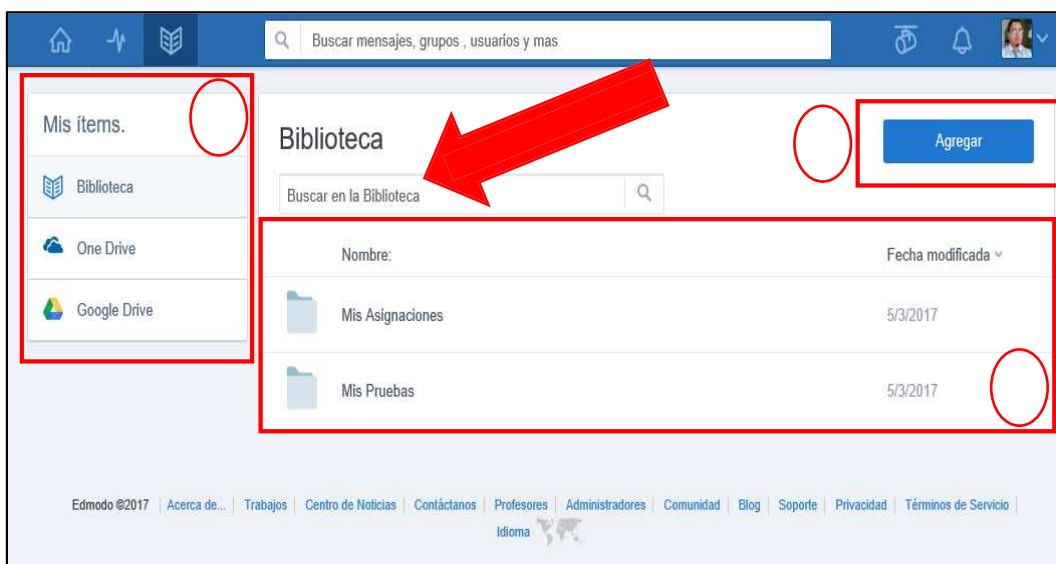 Buscar mensajes, grupos , usuarios y mas
Mis ítems.
Biblioteca
One Drive
Google Drive
Biblioteca
Agregar
Buscar en la Biblioteca
Nombre: Fecha modificada
Mis Asignaciones 5/3/2017
Mis Pruebas 5/3/2017
Edmodo ©2017 | Acerca de... | Trabajos | Centro de Noticias | Contáctanos | Profesores | Administradores | Comunidad | Blog | Soporte | Privacidad | Términos de Servicio |
Idioma